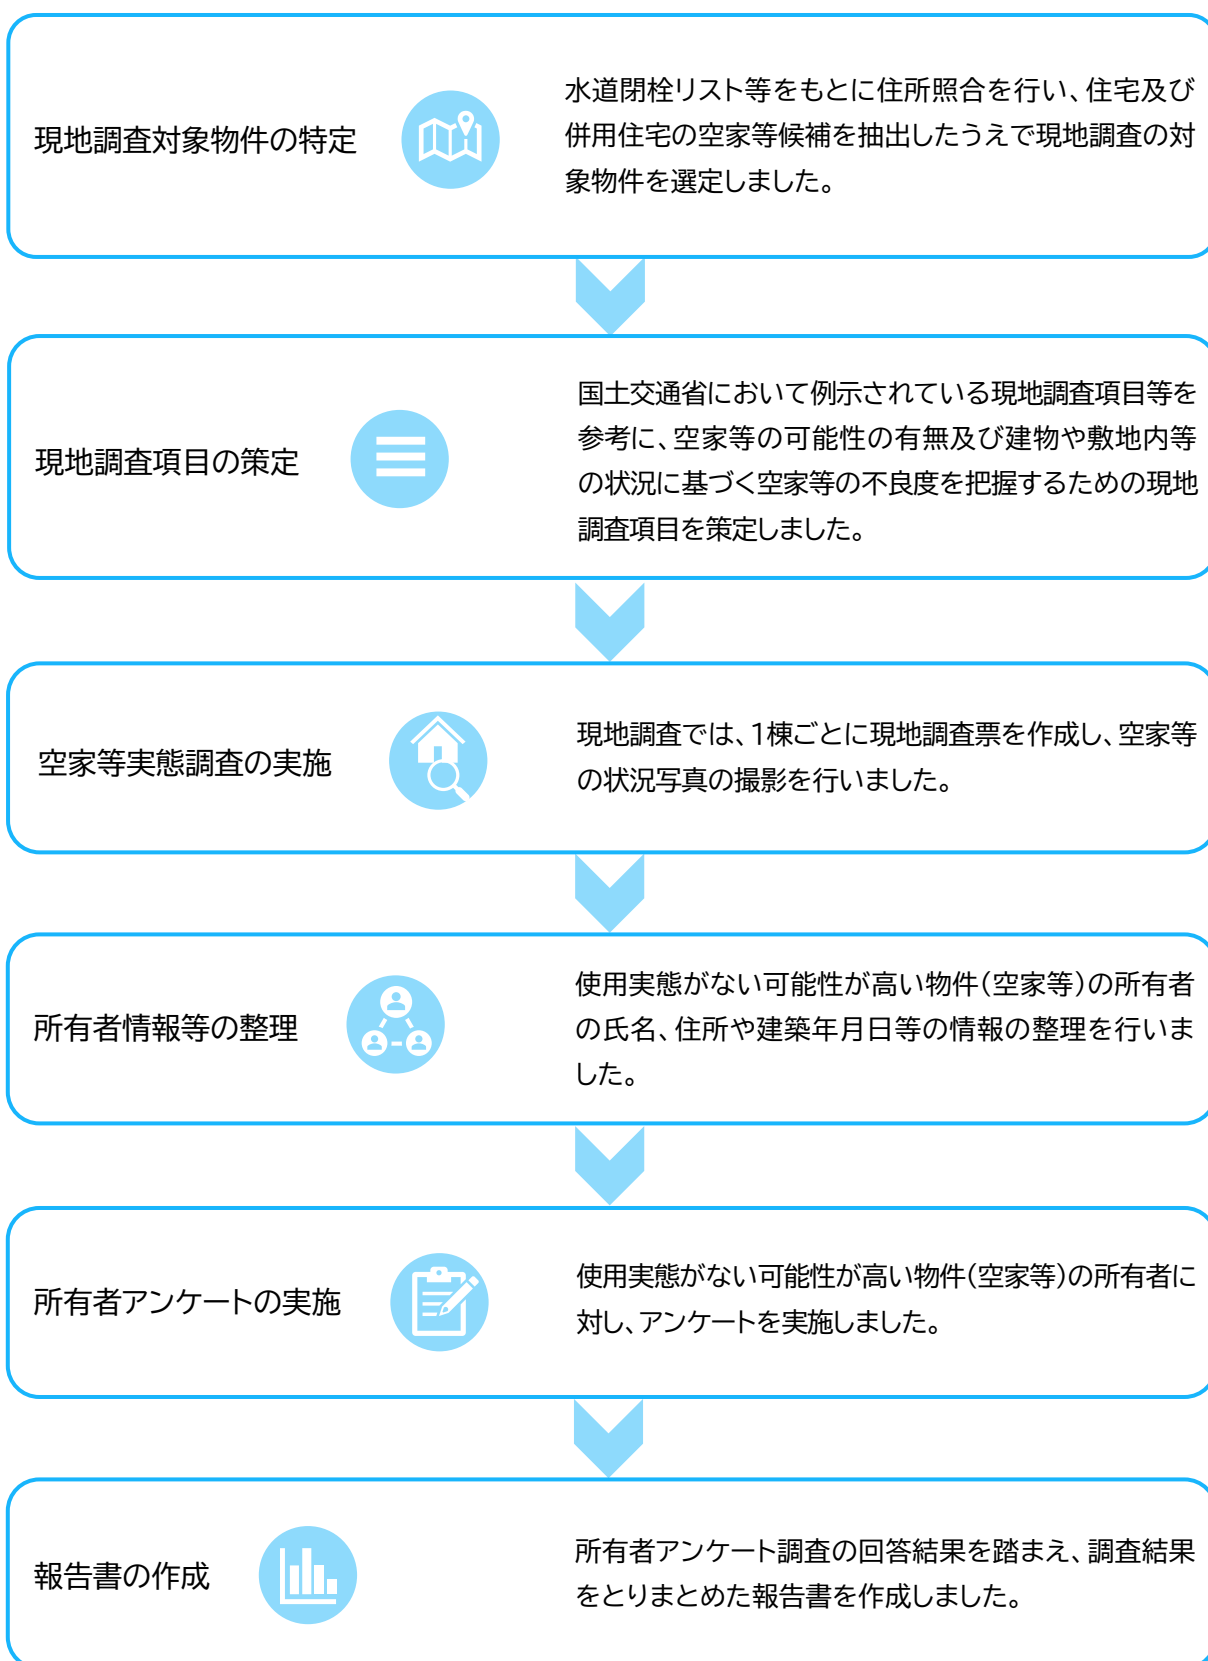 現地調査対象物件の特定
水道閉栓リスト等をもとに住所照合を行い、住宅及び
併用住宅の空家等候補を抽出したうえで現地調査の対
象物件を選定しました。
現地調査項目の策定
国土交通省において例示されている現地調査項目等を
参考に、空家等の可能性の有無及び建物や敷地内等
の状況に基づく空家等の不良度を把握するための現地
調査項目を策定しました。
空家等実態調査の実施
現地調査では、1棟ごとに現地調査票を作成し、空家等
の状況写真の撮影を行いました。
所有者情報等の整理
使用実態がない可能性が高い物件(空家等)の所有者
の氏名、住所や建築年月日等の情報の整理を行いま
した。
所有者アンケートの実施
使用実態がない可能性が高い物件(空家等)の所有者に
対し、アンケートを実施しました。
報告書の作成
所有者アンケート調査の回答結果を踏まえ、調査結果
をとりまとめた報告書を作成しました。